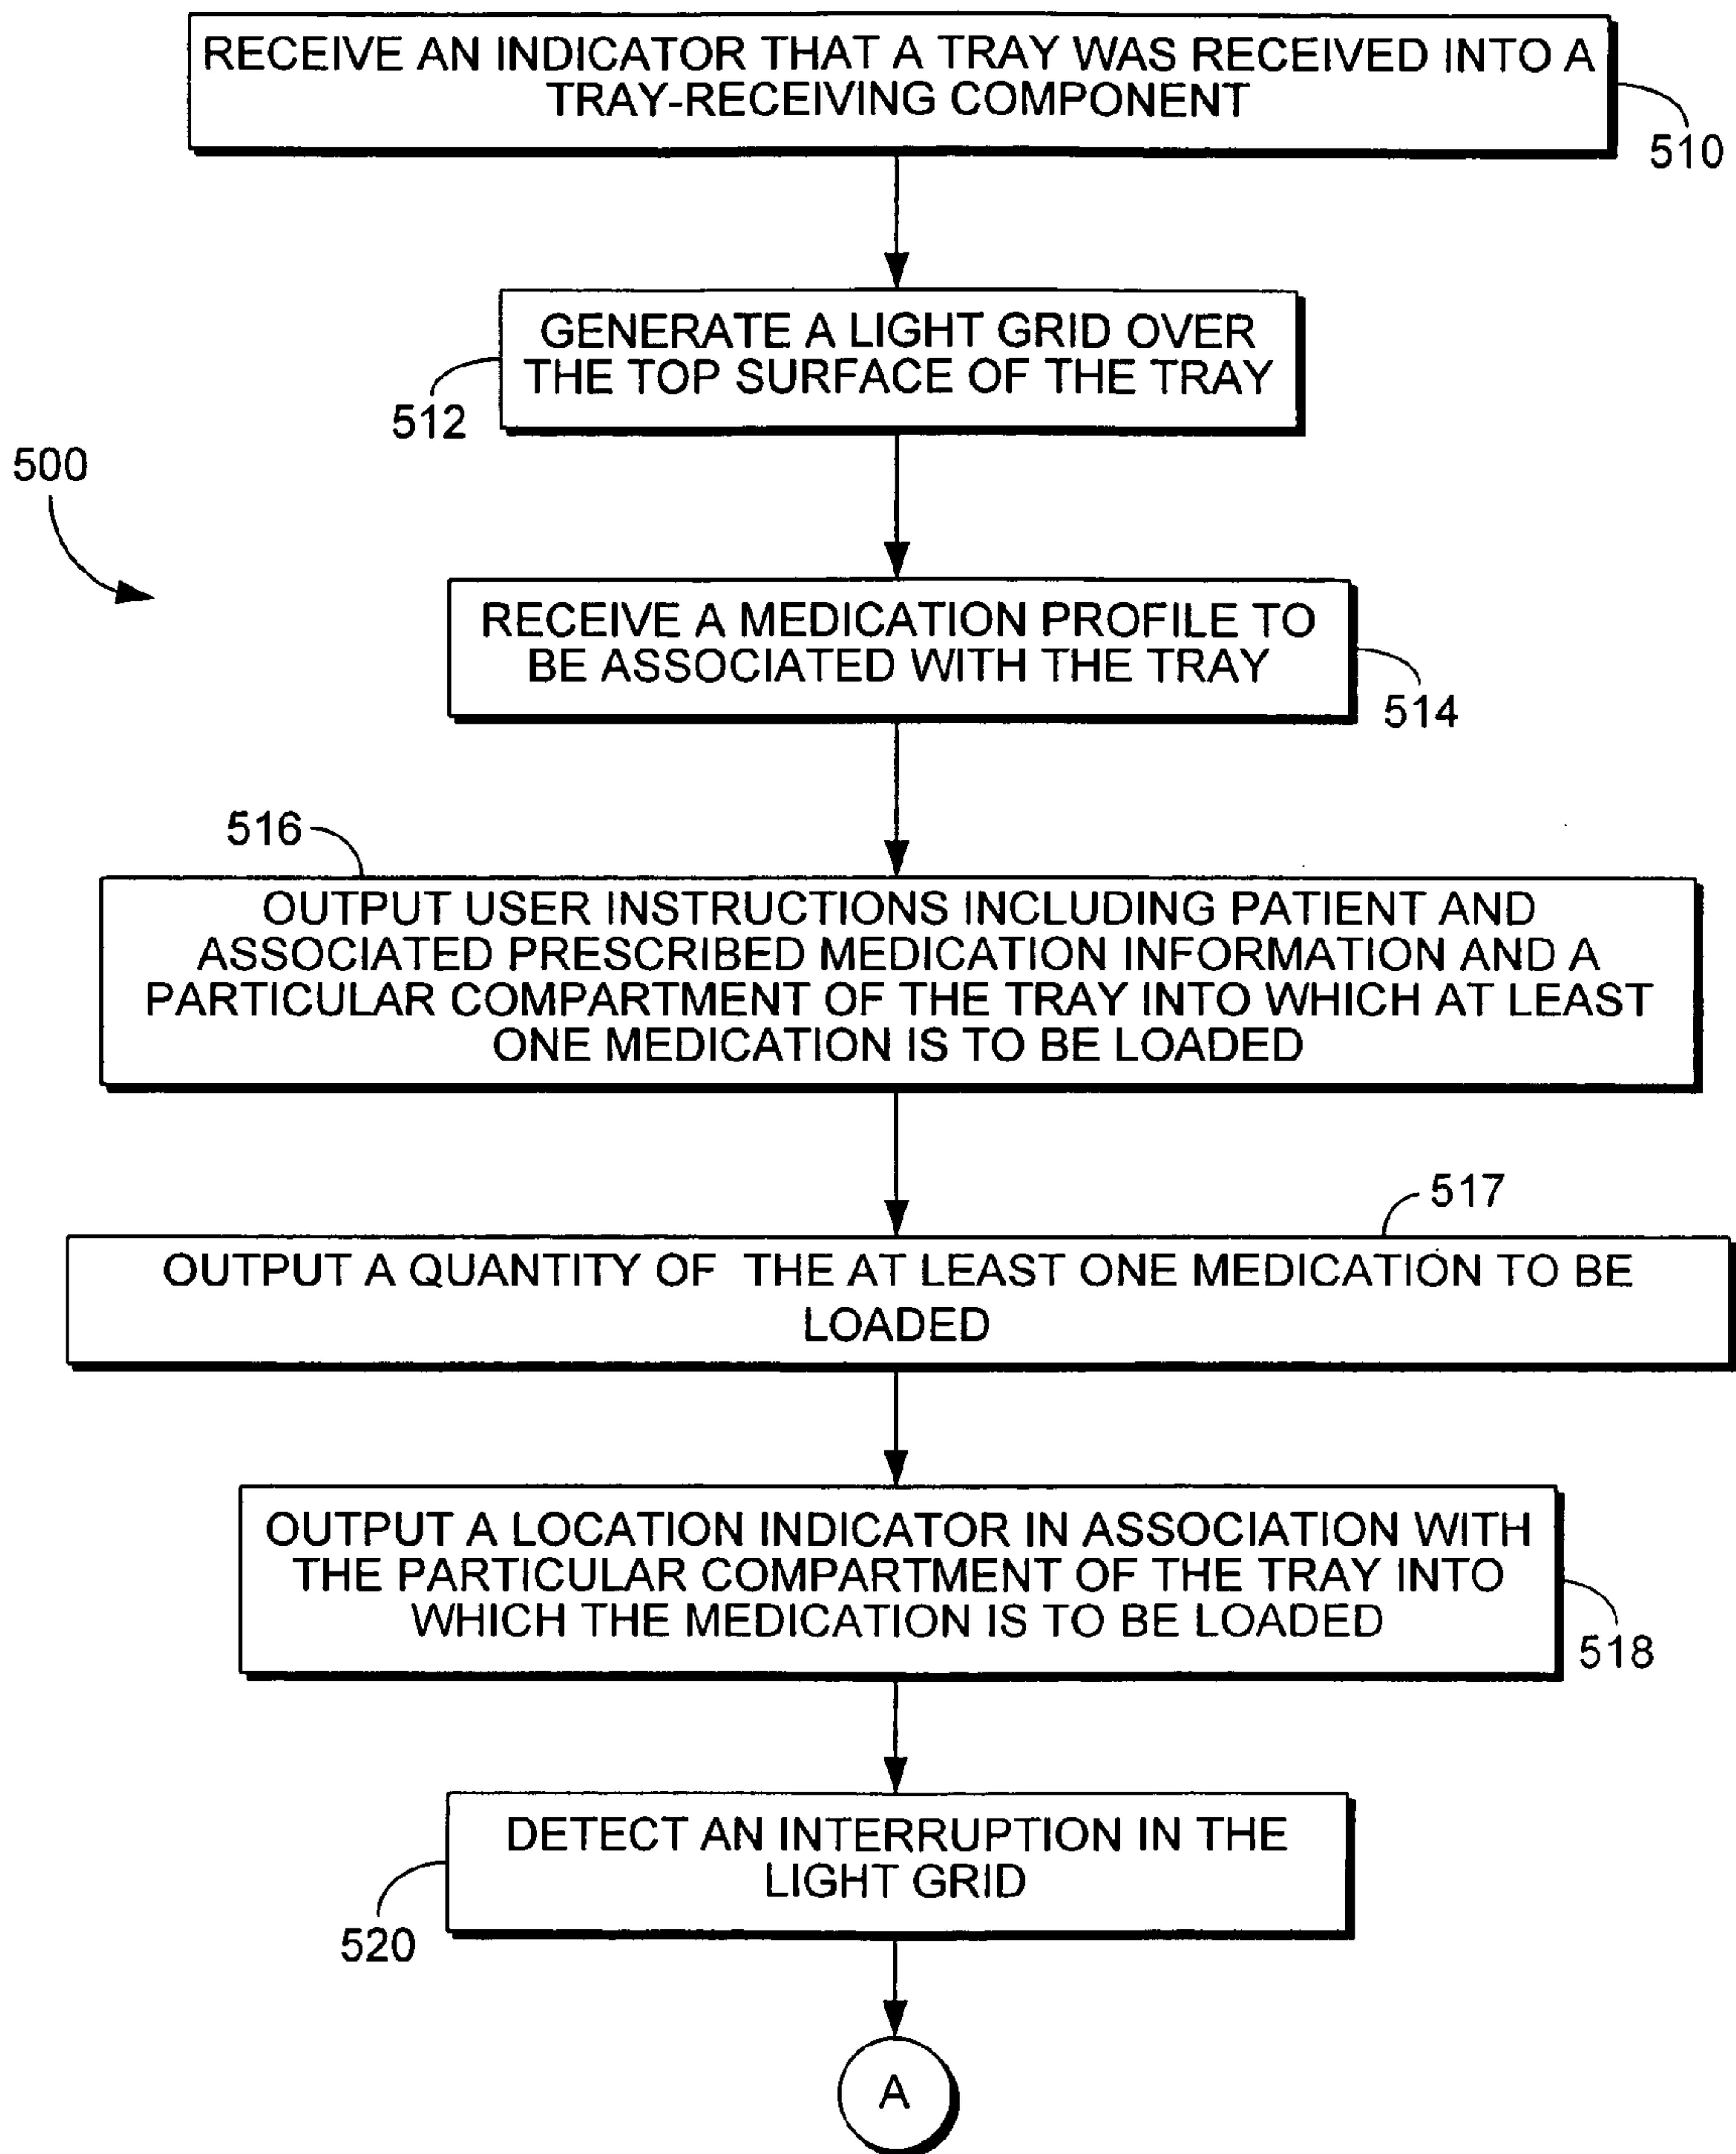 RECEIVE AN INDICATOR THAT A TRAY WAS RECEIVED INTO A
TRAY-RECEIVING COMPONENT
510
GENERATE A LIGHT GRID OVER
THE TOP SURFACE OF THE TRAY
512
500
RECEIVE A MEDICATION PROFILE TO
BE ASSOCIATED WITH THE TRAY
514
516
OUTPUT USER INSTRUCTIONS INCLUDING PATIENT AND
ASSOCIATED PRESCRIBED MEDICATION INFORMATION AND A
PARTICULAR COMPARTMENT OF THE TRAY INTO WHICH AT LEAST
ONE MEDICATION IS TO BE LOADED
517
OUTPUT A QUANTITY OF THE AT LEAST ONE MEDICATION TO BE
LOADED
OUTPUT A LOCATION INDICATOR IN ASSOCIATION WITH
THE PARTICULAR COMPARTMENT OF THE TRAY INTO
WHICH THE MEDICATION IS TO BE LOADED
518
DETECT AN INTERRUPTION IN THE
LIGHT GRID
520
A